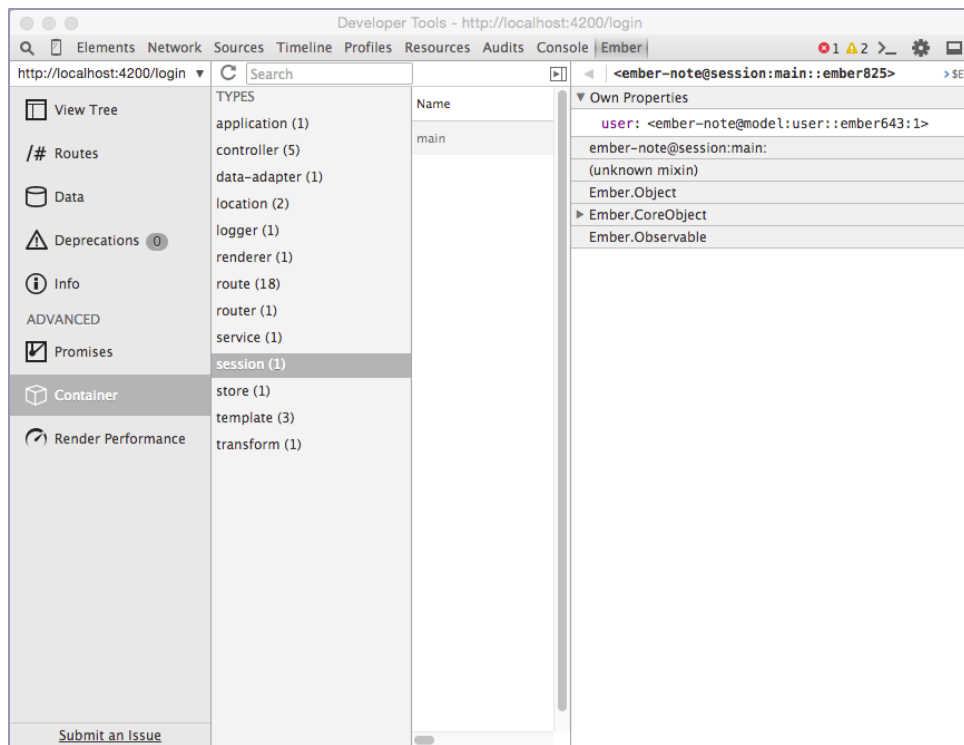 Developer Tools - http://localhost:4200/login
Elements Network Sources Timeline Profiles Resources Audits Console Ember 1 2
http://localhost:4200/login ▼ Search <ember-note@session:main::ember825> >$E
View Tree
/# Routes
Data
Deprecations 0
Info
ADVANCED
Promises
Container
Render Performance
Submit an Issue
TYPES
application (1)
controller (5)
data-adapter (1)
location (2)
logger (1)
renderer (1)
route (18)
router (1)
service (1)
session (1)
store (1)
template (3)
transform (1)
Name
main
Own Properties
user: <ember-note@model:user::ember643:1>
ember-note@session:main:
(unknown mixin)
Ember.Object
Ember.CoreObject
Ember.Observable